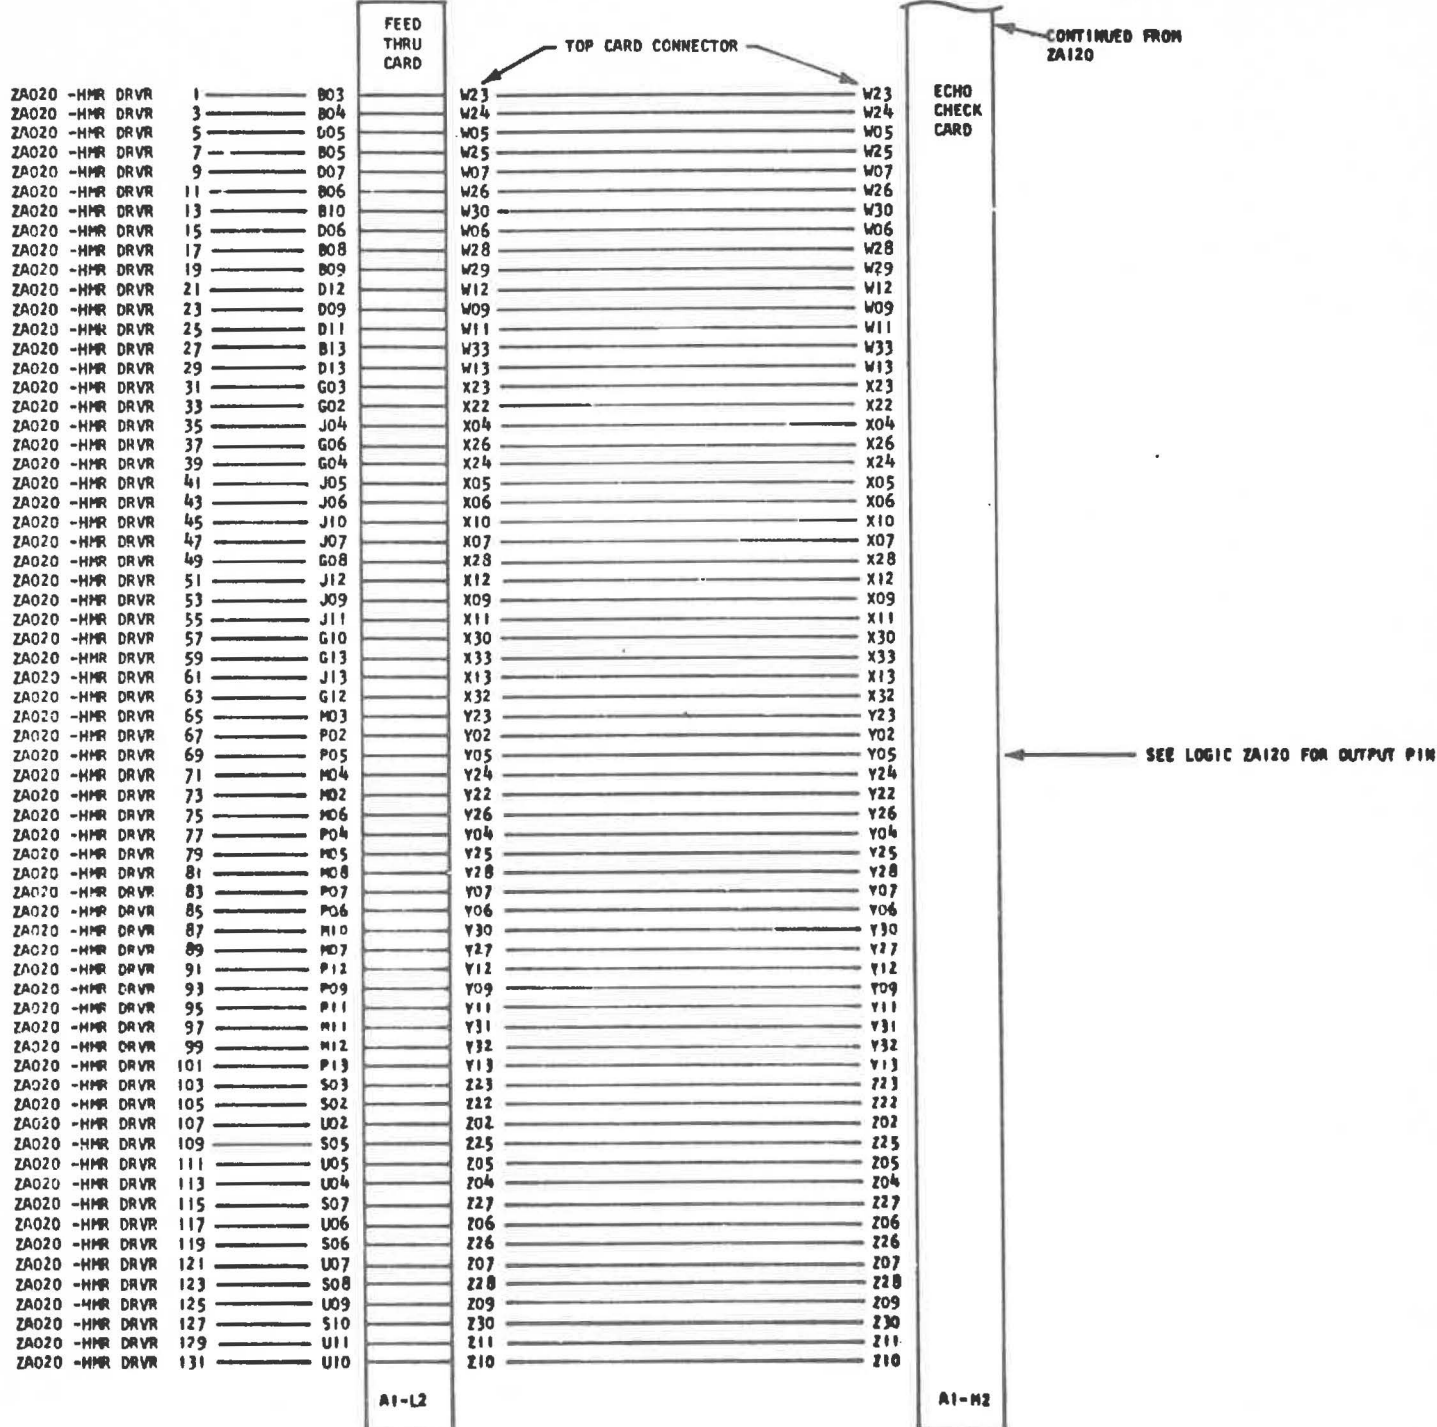 FEED
THRU
CARD
TOP CARD CONNECTOR
CONTINUED FROM
ZA120
ECHO
CHECK
CARD
ZA020 -HMR DRVR 1 B03 W23 W23
ZA020 -HMR DRVR 3 B04 W24 W24
ZA020 -HMR DRVR 5 D05 W05 W05
ZA020 -HMR DRVR 7 B05 W25 W25
ZA020 -HMR DRVR 9 D07 W07 W07
ZA020 -HMR DRVR 11 B06 W26 W26
ZA020 -HMR DRVR 13 B10 W30 W30
ZA020 -HMR DRVR 15 D06 W06 W06
ZA020 -HMR DRVR 17 B08 W28 W28
ZA020 -HMR DRVR 19 B09 W29 W29
ZA020 -HMR DRVR 21 D12 W12 W12
ZA020 -HMR DRVR 23 D09 W09 W09
ZA020 -HMR DRVR 25 D11 W11 W11
ZA020 -HMR DRVR 27 B13 W33 W33
ZA020 -HMR DRVR 29 D13 W13 W13
ZA020 -HMR DRVR 31 G03 X23 X23
ZA020 -HMR DRVR 33 G02 X22 X22
ZA020 -HMR DRVR 35 J04 X04 X04
ZA020 -HMR DRVR 37 G06 X26 X26
ZA020 -HMR DRVR 39 G04 X24 X24
ZA020 -HMR DRVR 41 J05 X05 X05
ZA020 -HMR DRVR 43 J06 X06 X06
ZA020 -HMR DRVR 45 J10 X10 X10
ZA020 -HMR DRVR 47 J07 X07 X07
ZA020 -HMR DRVR 49 G08 X28 X28
ZA020 -HMR DRVR 51 J12 X12 X12
ZA020 -HMR DRVR 53 J09 X09 X09
ZA020 -HMR DRVR 55 J11 X11 X11
ZA020 -HMR DRVR 57 G10 X30 X30
ZA020 -HMR DRVR 59 G13 X33 X33
ZA020 -HMR DRVR 61 J13 X13 X13
ZA020 -HMR DRVR 63 G12 X32 X32
ZA020 -HMR DRVR 65 M03 Y23 Y23
ZA020 -HMR DRVR 67 P02 Y02 Y02
ZA020 -HMR DRVR 69 P05 Y05 Y05
SEE LOGIC ZA120 FOR OUTPUT PIN
ZA020 -HMR DRVR 71 M04 Y24 Y24
ZA020 -HMR DRVR 73 M02 Y22 Y22
ZA020 -HMR DRVR 75 M06 Y26 Y26
ZA020 -HMR DRVR 77 P04 Y04 Y04
ZA020 -HMR DRVR 79 M05 Y25 Y25
ZA020 -HMR DRVR 81 M08 Y28 Y28
ZA020 -HMR DRVR 83 P07 Y07 Y07
ZA020 -HMR DRVR 85 P06 Y06 Y06
ZA020 -HMR DRVR 87 M10 Y30 Y30
ZA020 -HMR DRVR 89 M07 Y27 Y27
ZA020 -HMR DRVR 91 P12 Y12 Y12
ZA020 -HMR DRVR 93 P09 Y09 Y09
ZA020 -HMR DRVR 95 P11 Y11 Y11
ZA020 -HMR DRVR 97 M11 Y31 Y31
ZA020 -HMR DRVR 99 M12 Y32 Y32
ZA020 -HMR DRVR 101 P13 Y13 Y13
ZA020 -HMR DRVR 103 S03 Z23 Z23
ZA020 -HMR DRVR 105 S02 Z22 Z22
ZA020 -HMR DRVR 107 U02 Z02 Z02
ZA020 -HMR DRVR 109 S05 Z25 Z25
ZA020 -HMR DRVR 111 U05 Z05 Z05
ZA020 -HMR DRVR 113 U04 Z04 Z04
ZA020 -HMR DRVR 115 S07 Z27 Z27
ZA020 -HMR DRVR 117 U06 Z06 Z06
ZA020 -HMR DRVR 119 S06 Z26 Z26
ZA020 -HMR DRVR 121 U07 Z07 Z07
ZA020 -HMR DRVR 123 S08 Z28 Z28
ZA020 -HMR DRVR 125 U09 Z09 Z09
ZA020 -HMR DRVR 127 S10 Z30 Z30
ZA020 -HMR DRVR 129 U11 Z11 Z11
ZA020 -HMR DRVR 131 U10 Z10 Z10
A1-L2
A1-M2